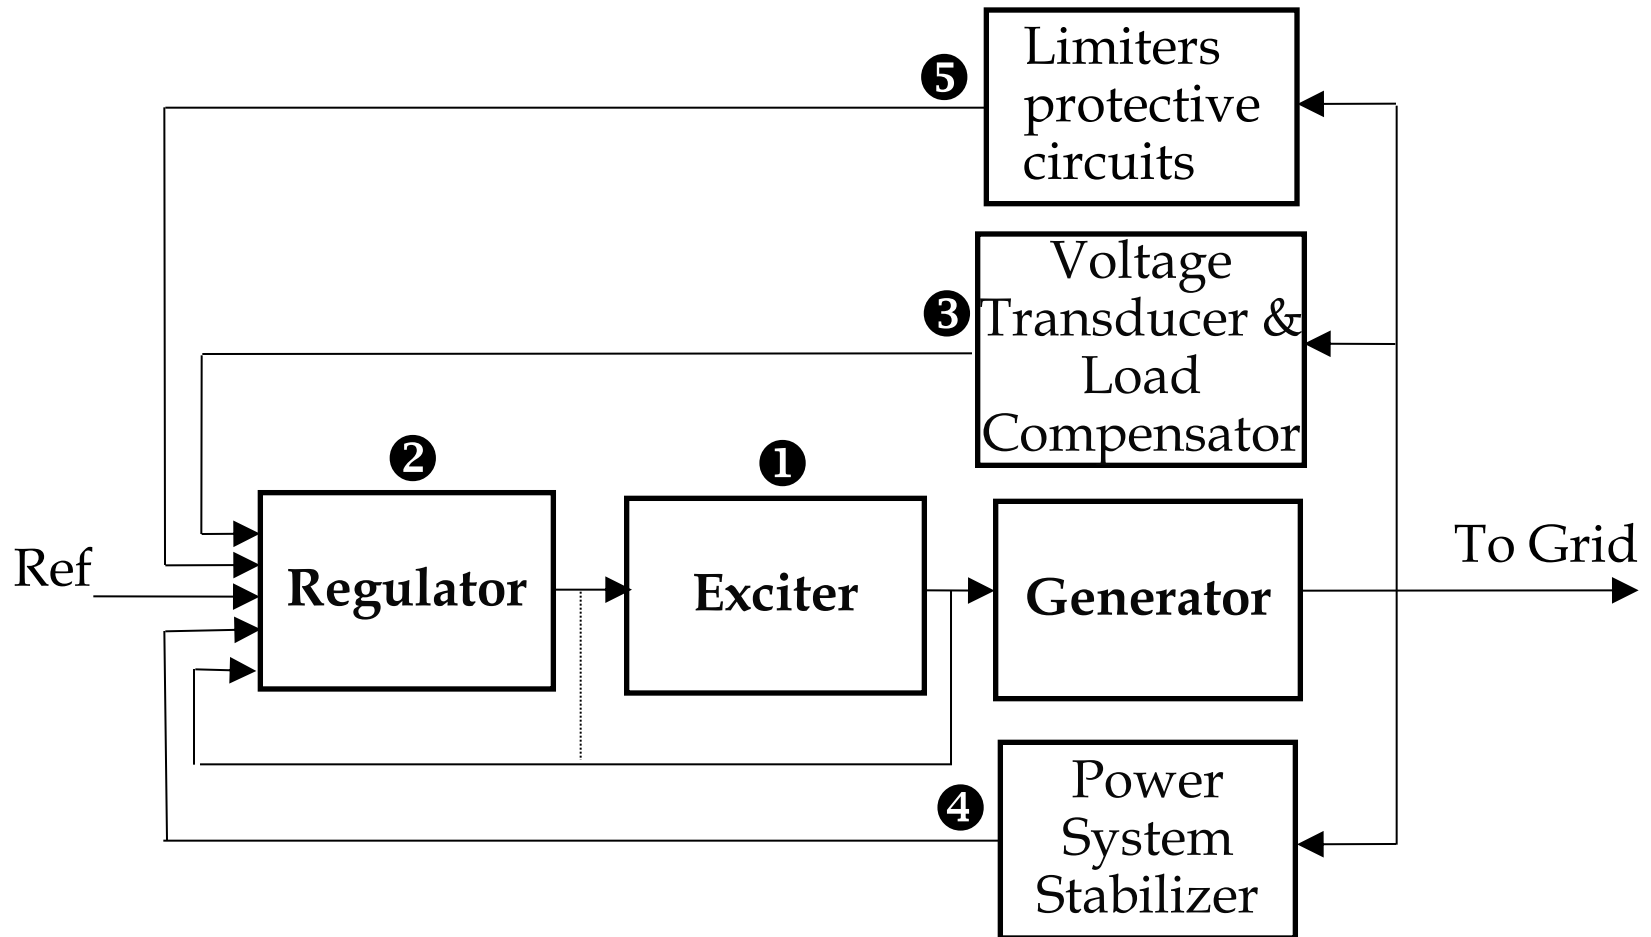 ❺
Limiters
protective
circuits
❸
Voltage
Transducer &
Load
Compensator
❷
❶
Ref
Regulator
Exciter
Generator
To Grid
❹
Power
System
Stabilizer